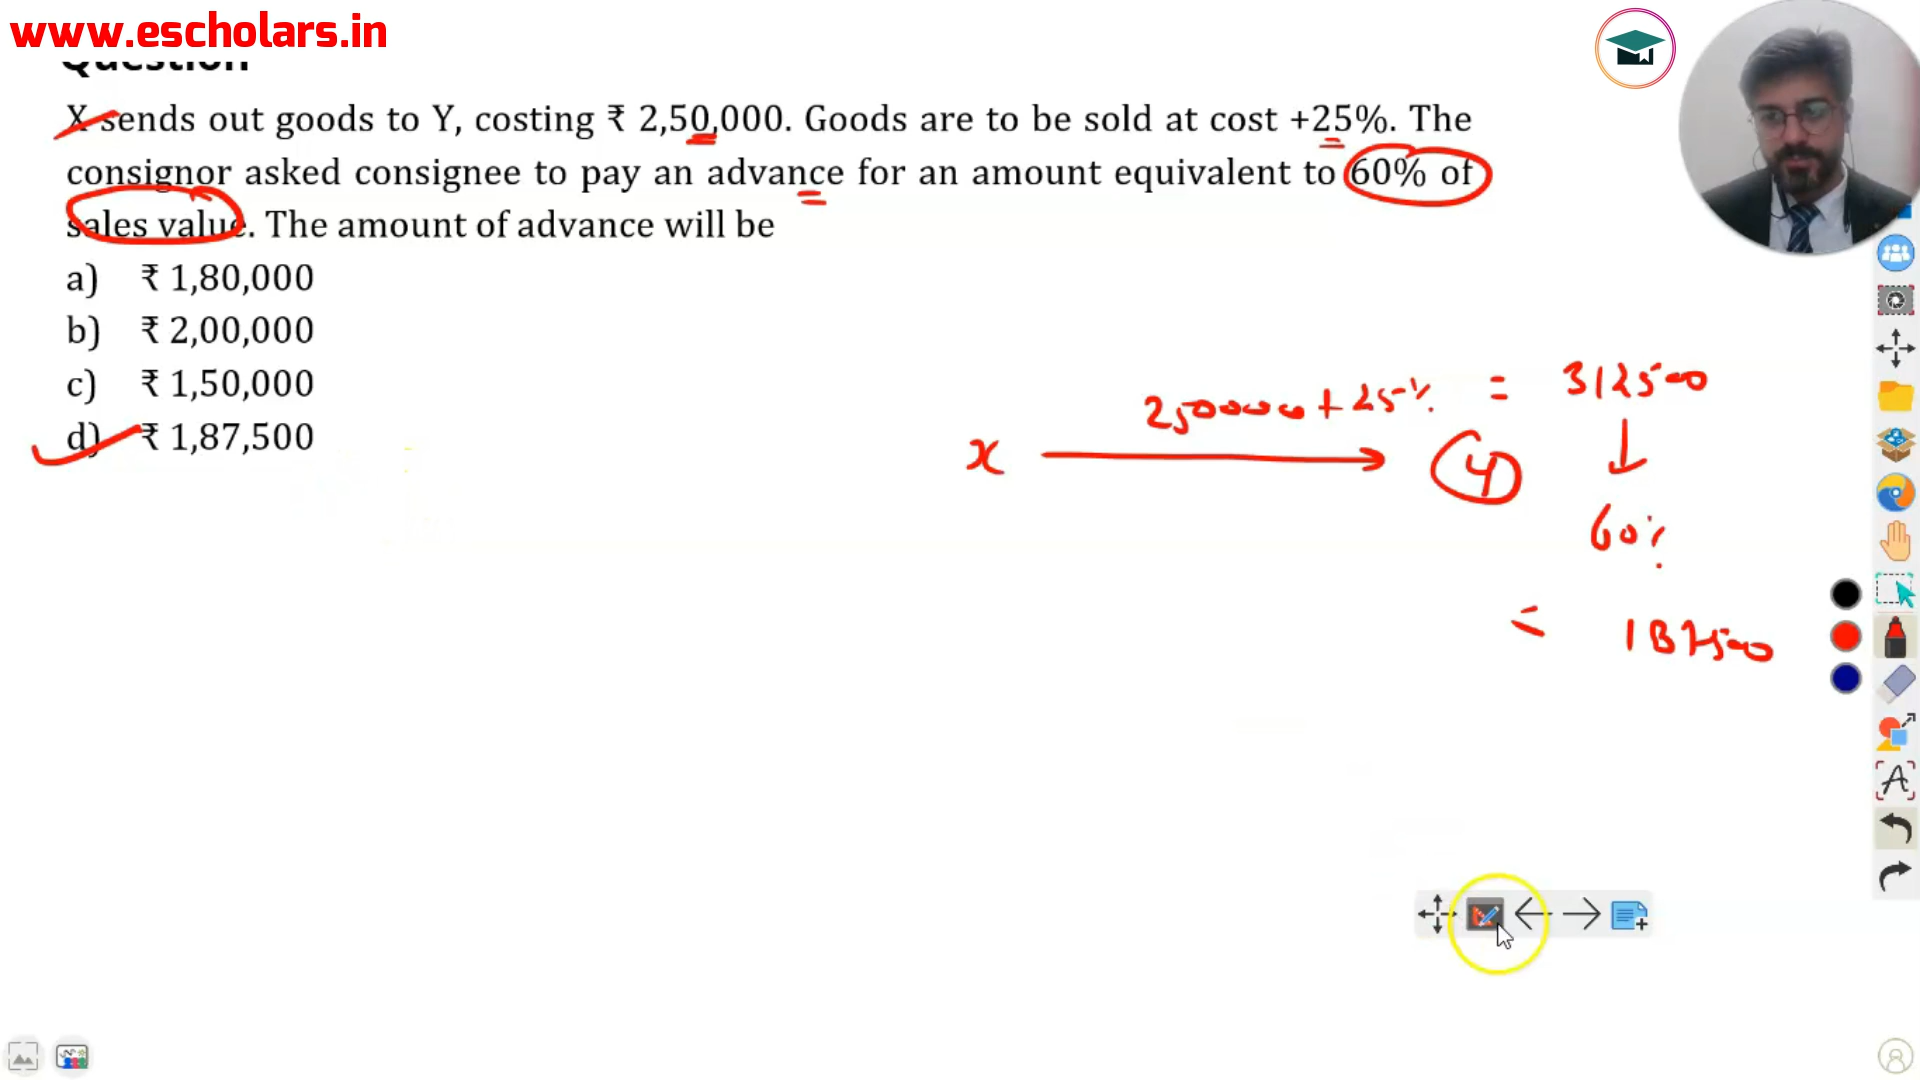 www.escholars.in
Question
X sends out goods to Y, costing ₹ 2,50,000. Goods are to be sold at cost +25%. The
consignor asked consignee to pay an advance for an amount equivalent to 60% of
sales value. The amount of advance will be
a) ₹ 1,80,000
b) ₹ 2,00,000
c) ₹ 1,50,000
d) ₹ 1,87,500
250000 + 25% = 312500
x
Y
60%
= 187500